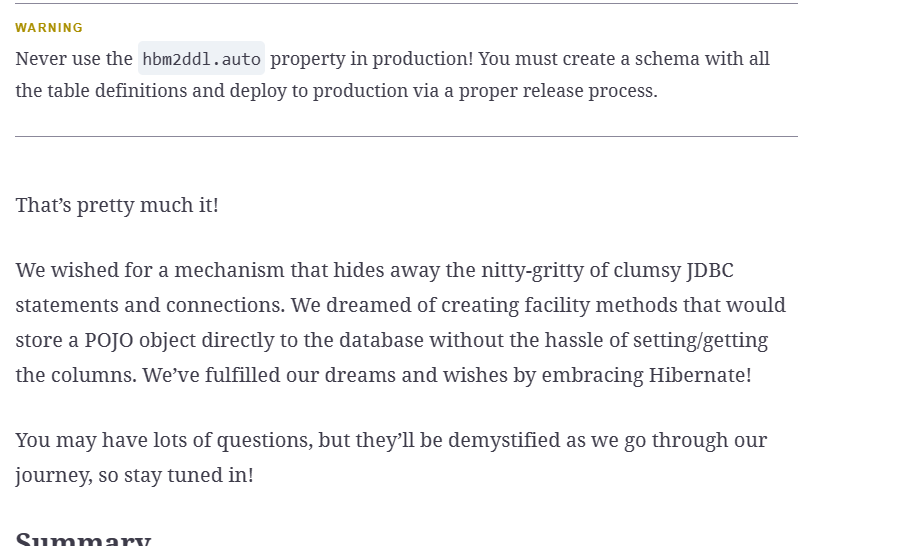 WARNING
Never use the hbm2ddl.auto property in production! You must create a schema with all
the table definitions and deploy to production via a proper release process.
That’s pretty much it!
We wished for a mechanism that hides away the nitty-gritty of clumsy JDBC
statements and connections. We dreamed of creating facility methods that would
store a POJO object directly to the database without the hassle of setting/getting
the columns. We’ve fulfilled our dreams and wishes by embracing Hibernate!
You may have lots of questions, but they’ll be demystified as we go through our
journey, so stay tuned in!
Summary